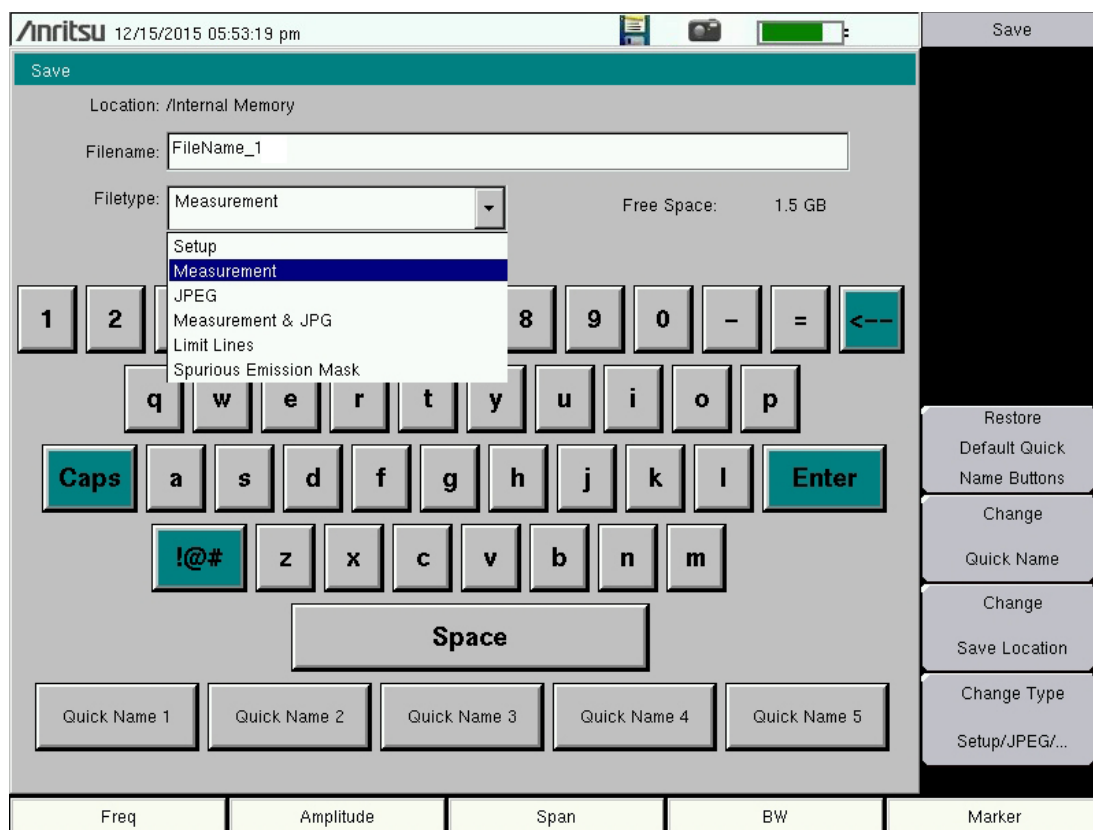 /inritsu 12/15/2015 05:53:19 pm
Save
Save
Location: /Internal Memory
Filename: FileName_1
Filetype: Measurement
Free Space: 1.5 GB
Setup
Measurement
JPEG
Measurement & JPG
Limit Lines
Spurious Emission Mask
1 2 8 9 0 - = <--
q w e r t y u i o p
Caps a s d f g h j k l Enter
!@# z x c v b n m
Space
Quick Name 1 Quick Name 2 Quick Name 3 Quick Name 4 Quick Name 5
Restore
Default Quick
Name Buttons
Change
Quick Name
Change
Save Location
Change Type
Setup/JPEG/...
Freq Amplitude Span BW Marker